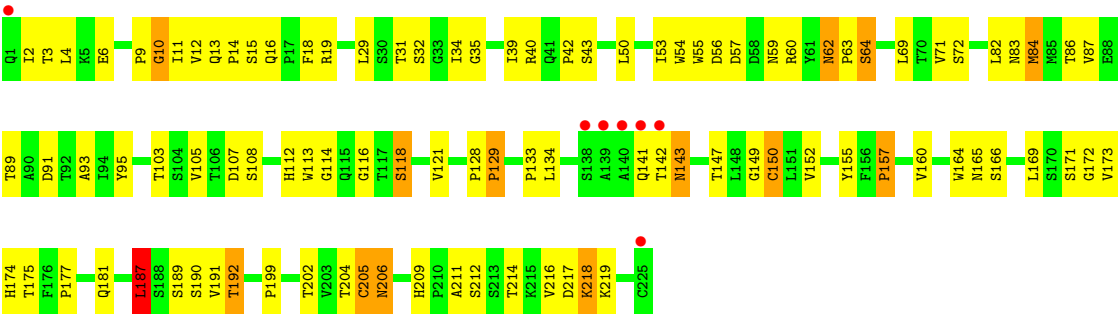 Q1 I2 T3 L4 K5 E6 P9 G10 I11 V12 Q13 P14 S15 Q16 P17 F18 R19 L29 S30 T31 S32 G33 I34 G35 I39 R40 Q41 P42 S43 L50 I53 W54 W55 D56 D57 D58 N59 R60 Y61 N62 P63 S64 L69 T70 V71 S72 L82 N83 M84 M85 T86 V87 E88
T89 A90 D91 T92 A93 I94 Y95 T103 S104 V105 T106 D107 S108 H112 W113 G114 Q115 G116 T117 S118 V121 P128 P129 P133 L134 S138 A139 A140 Q141 T142 N143 T147 L148 G149 C150 L151 V152 Y155 F156 P157 V160 W164 N165 S166 L169 S170 S171 G172 V173
H174 T175 F176 P177 Q181 L187 S188 S189 S190 V191 T192 P199 T202 V203 T204 C205 N206 H209 P210 A211 S212 S213 T214 K215 V216 D217 K218 K219 C225